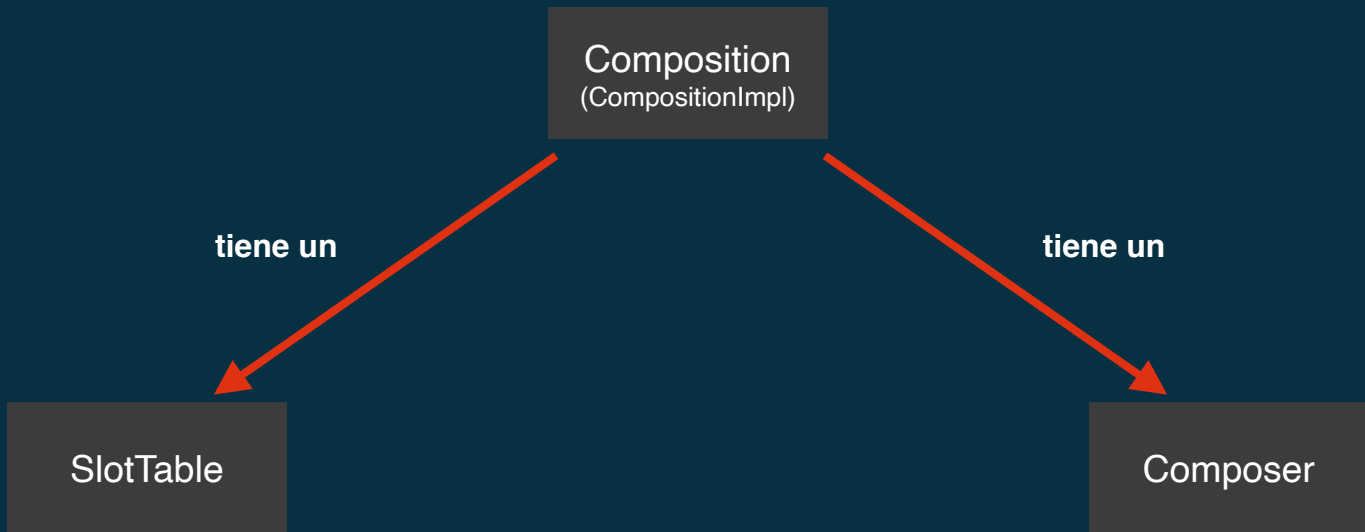 Composition
(CompositionImpl)
tiene un
tiene un
SlotTable
Composer